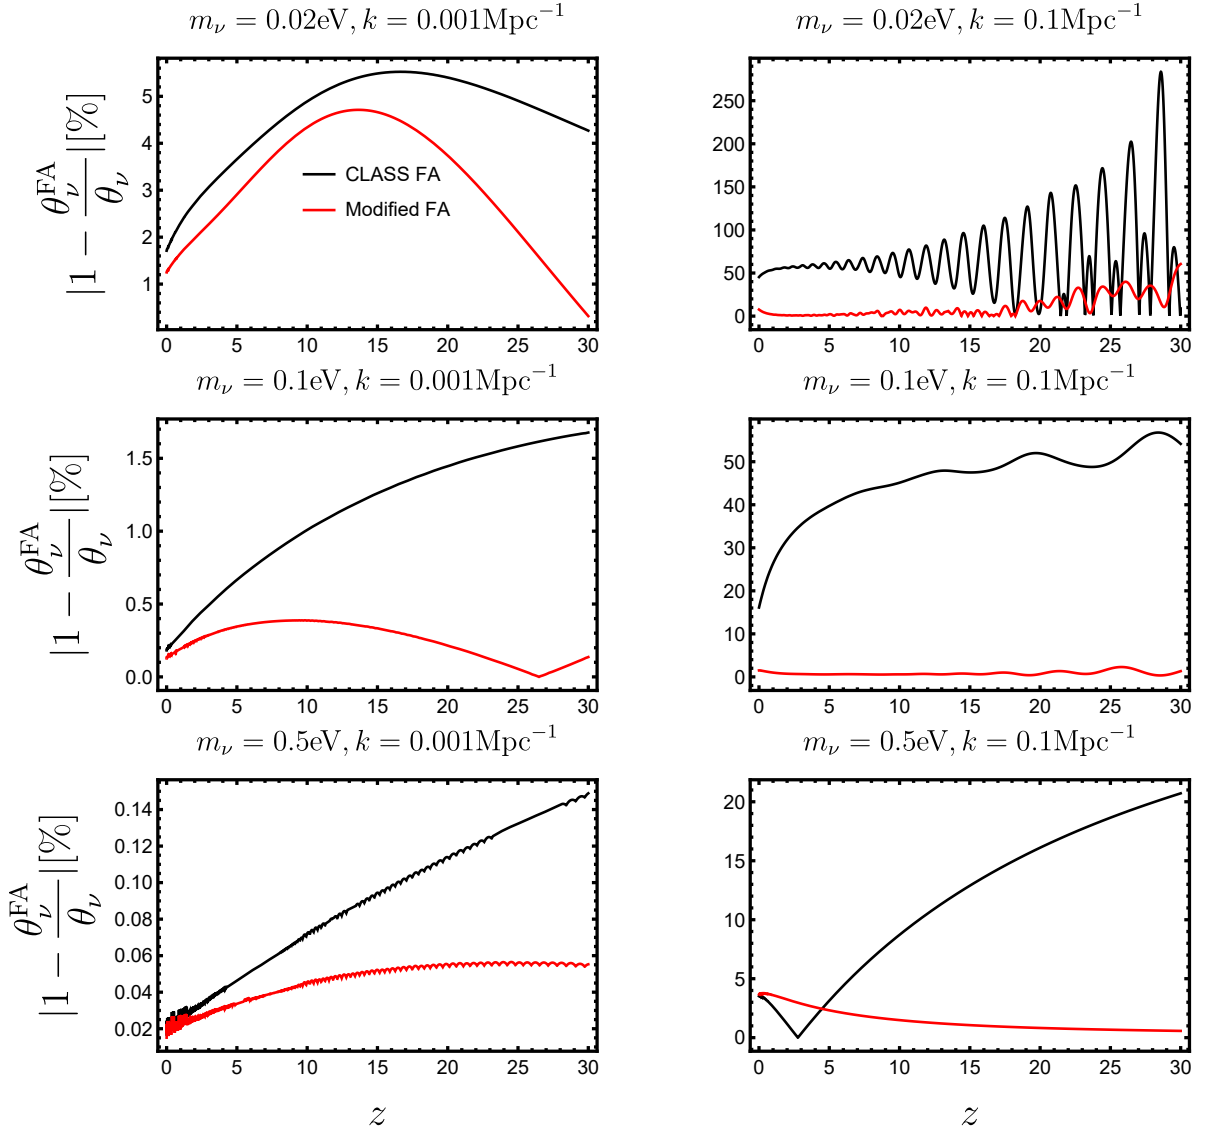 m_ν = 0.02eV, k = 0.001Mpc⁻¹
m_ν = 0.02eV, k = 0.1Mpc⁻¹
|1 − θ_ν^FA/θ_ν|[%]
5
4
3
2
1
CLASS FA
Modified FA
0 5 10 15 20 25 30
250
200
150
100
50
0
0 5 10 15 20 25 30
m_ν = 0.1eV, k = 0.001Mpc⁻¹
m_ν = 0.1eV, k = 0.1Mpc⁻¹
|1 − θ_ν^FA/θ_ν|[%]
1.5
1.0
0.5
0.0
0 5 10 15 20 25 30
50
40
30
20
10
0
0 5 10 15 20 25 30
m_ν = 0.5eV, k = 0.001Mpc⁻¹
m_ν = 0.5eV, k = 0.1Mpc⁻¹
|1 − θ_ν^FA/θ_ν|[%]
0.14
0.12
0.10
0.08
0.06
0.04
0.02
0 5 10 15 20 25 30
20
15
10
5
0
0 5 10 15 20 25 30
z
z